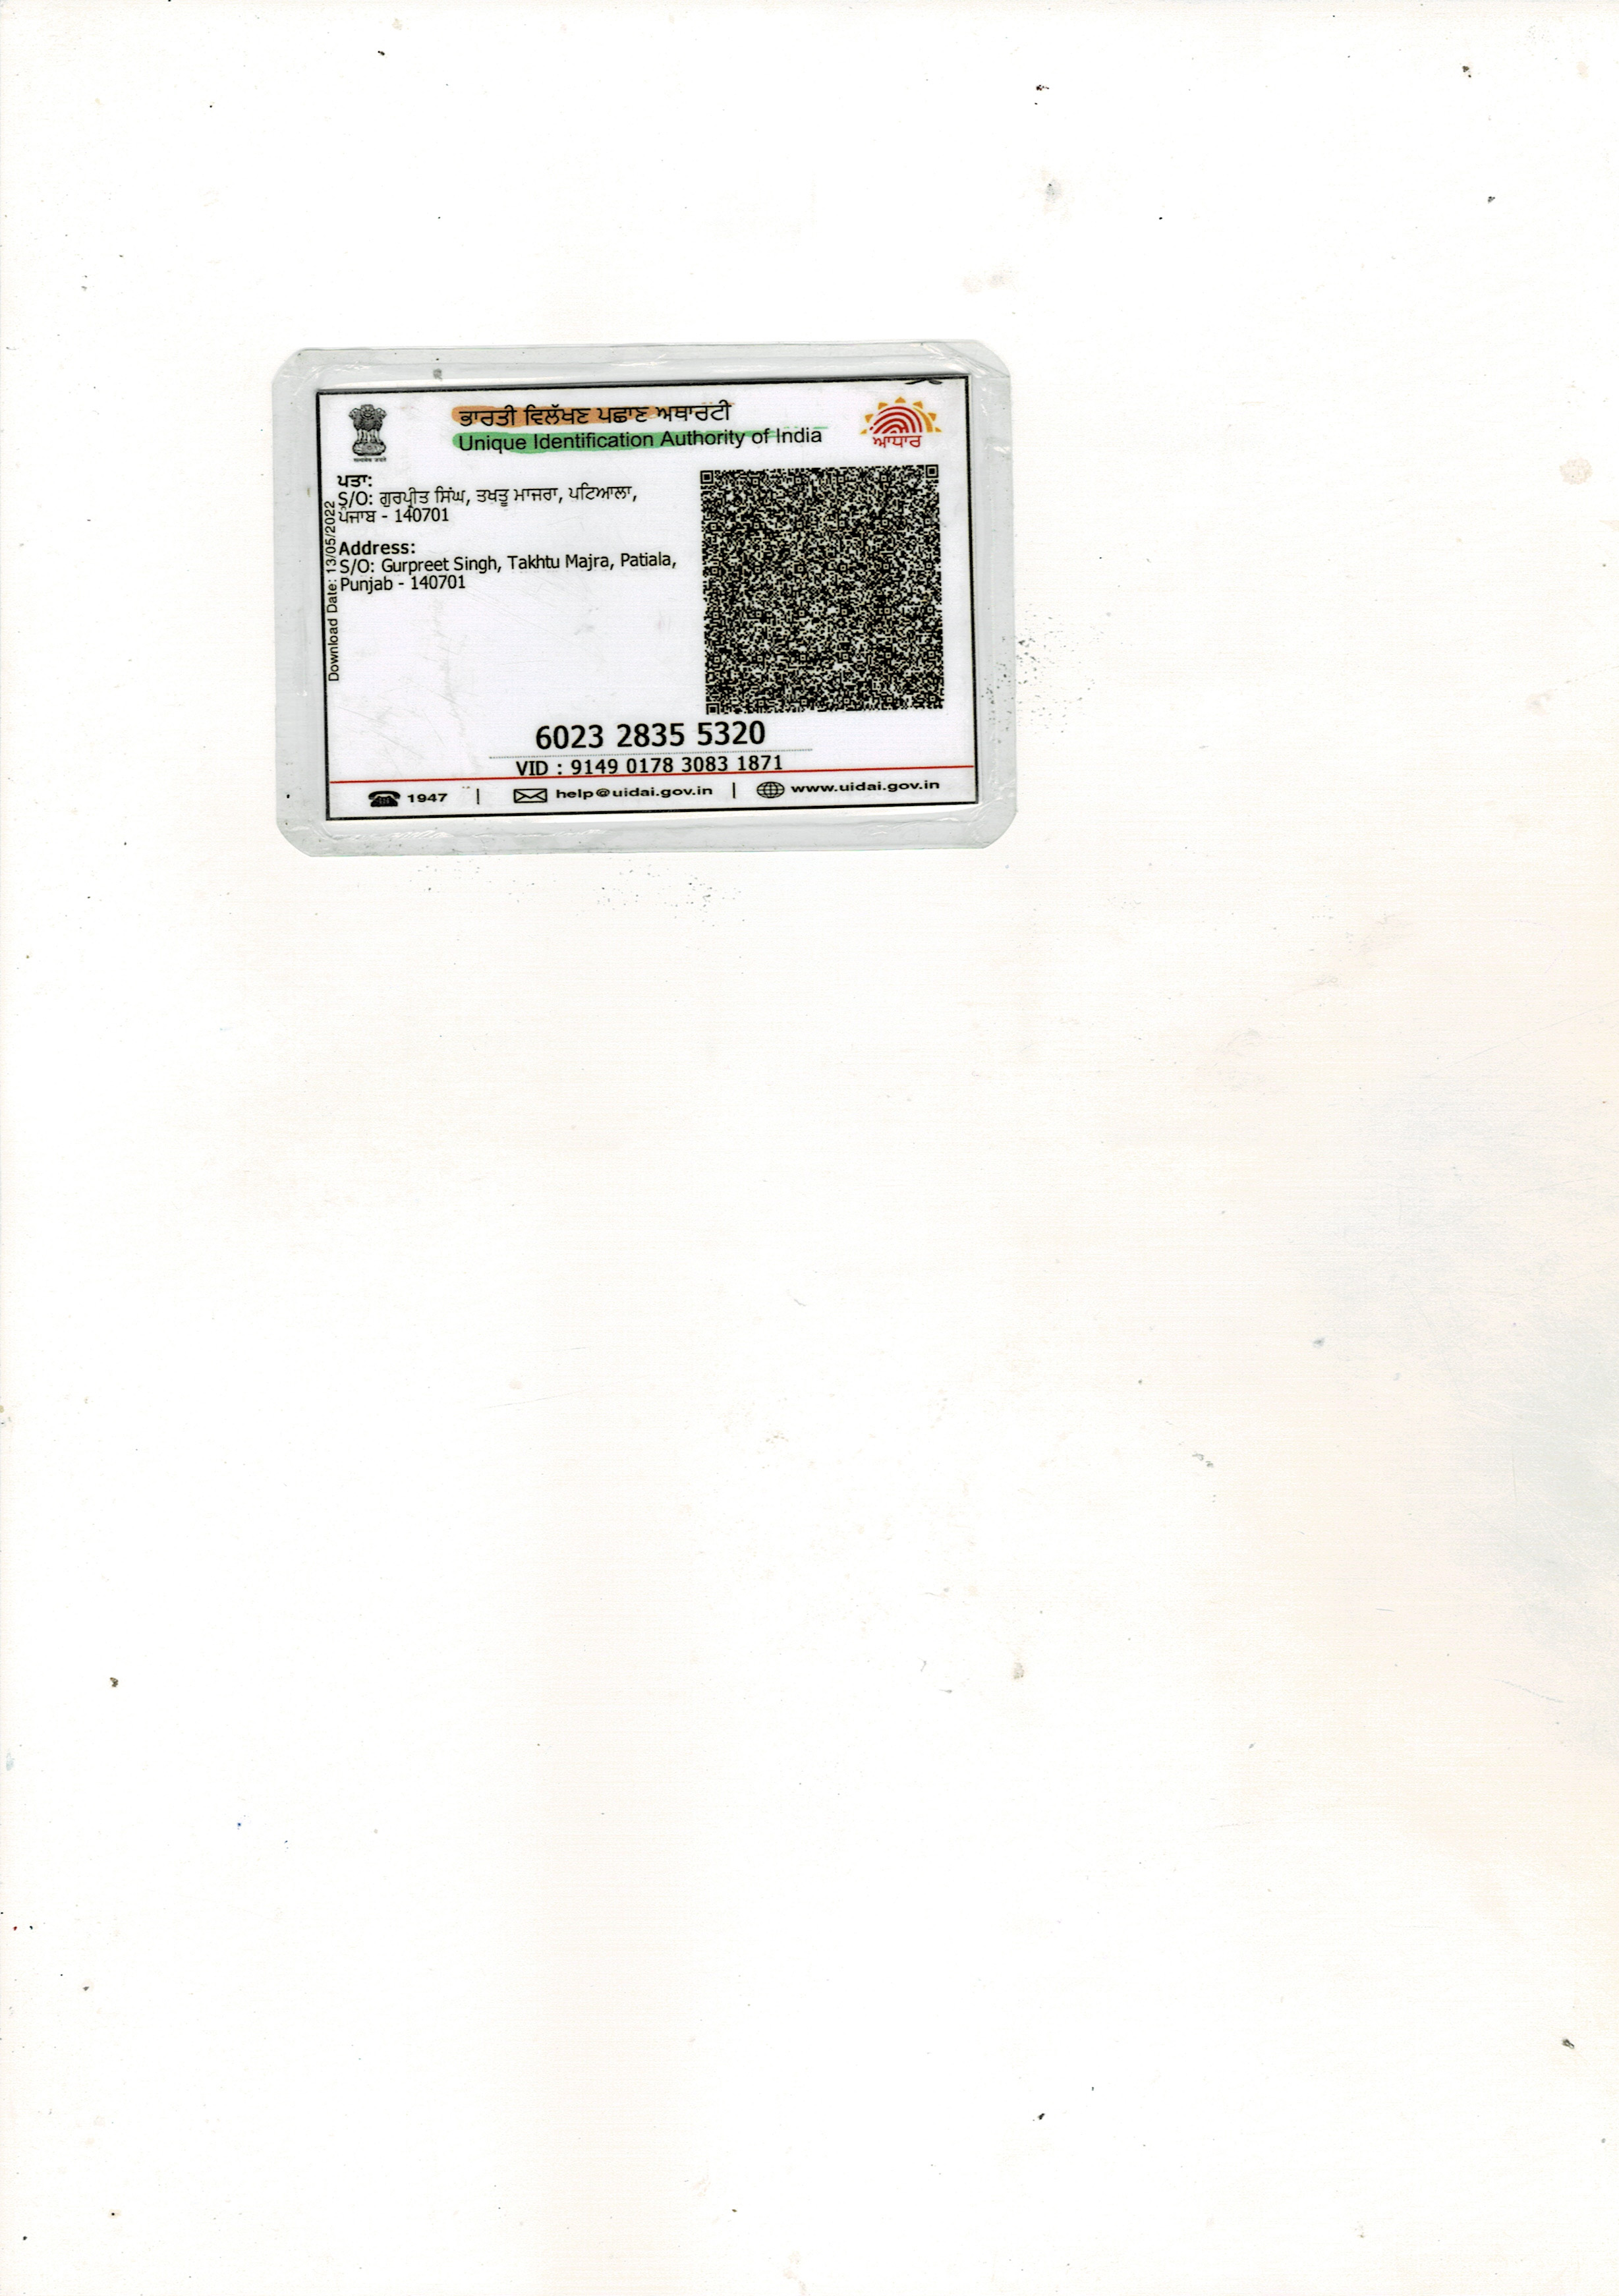 ਭਾਰਤੀ ਵਿਲੱਖਣ ਪਛਾਣ ਅਥਾਰਟੀ
Unique Identification Authority of India
ਆਧਾਰ
ਪਤਾ:
S/O: ਗੁਰਪ੍ਰੀਤ ਸਿੰਘ, ਤਖਤੂ ਮਾਜਰਾ, ਪਟਿਆਲਾ,
ਪੰਜਾਬ - 140701
Address:
S/O: Gurpreet Singh, Takhtu Majra, Patiala,
Punjab - 140701
Download Date: 13/05/2022
6023 2835 5320
VID : 9149 0178 3083 1871
1947 | help@uidai.gov.in | www.uidai.gov.in